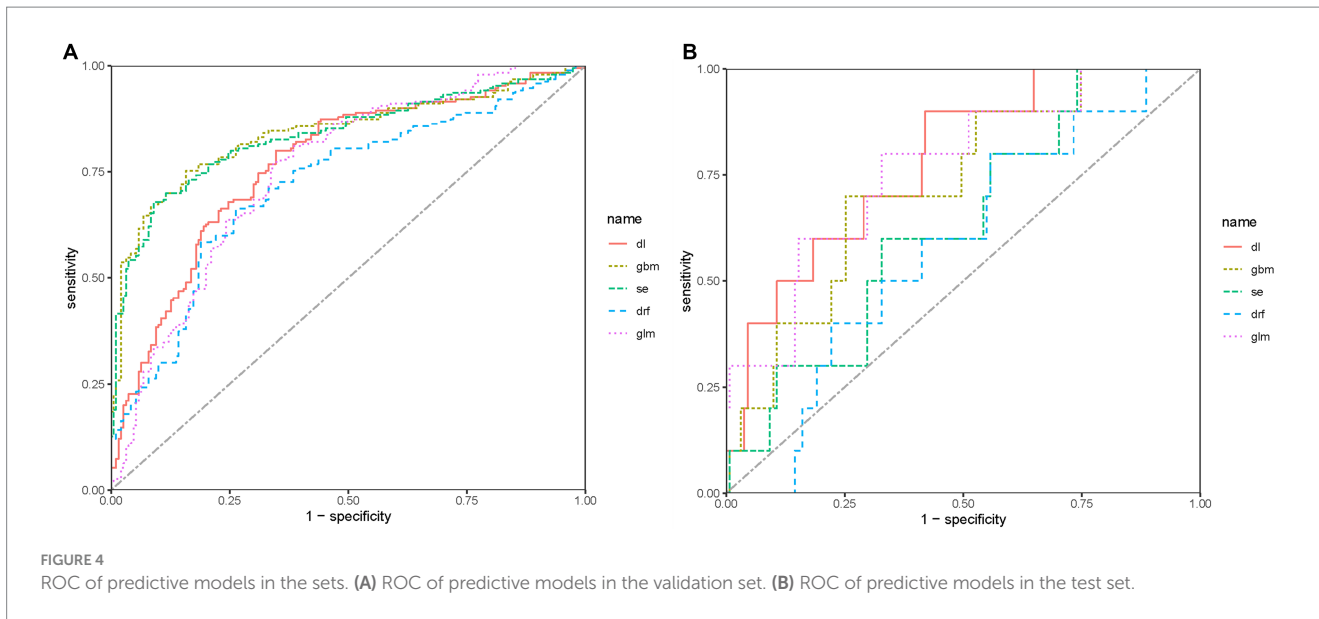 A
1.00
0.75
0.50
0.25
0.00
sensitivity
0.00 0.25 0.50 0.75 1.00
1 − specificity
name
dl
gbm
se
drf
glm
B
1.00
0.75
0.50
0.25
0.00
sensitivity
0.00 0.25 0.50 0.75 1.00
1 − specificity
name
dl
gbm
se
drf
glm
FIGURE 4
ROC of predictive models in the sets. (A) ROC of predictive models in the validation set. (B) ROC of predictive models in the test set.